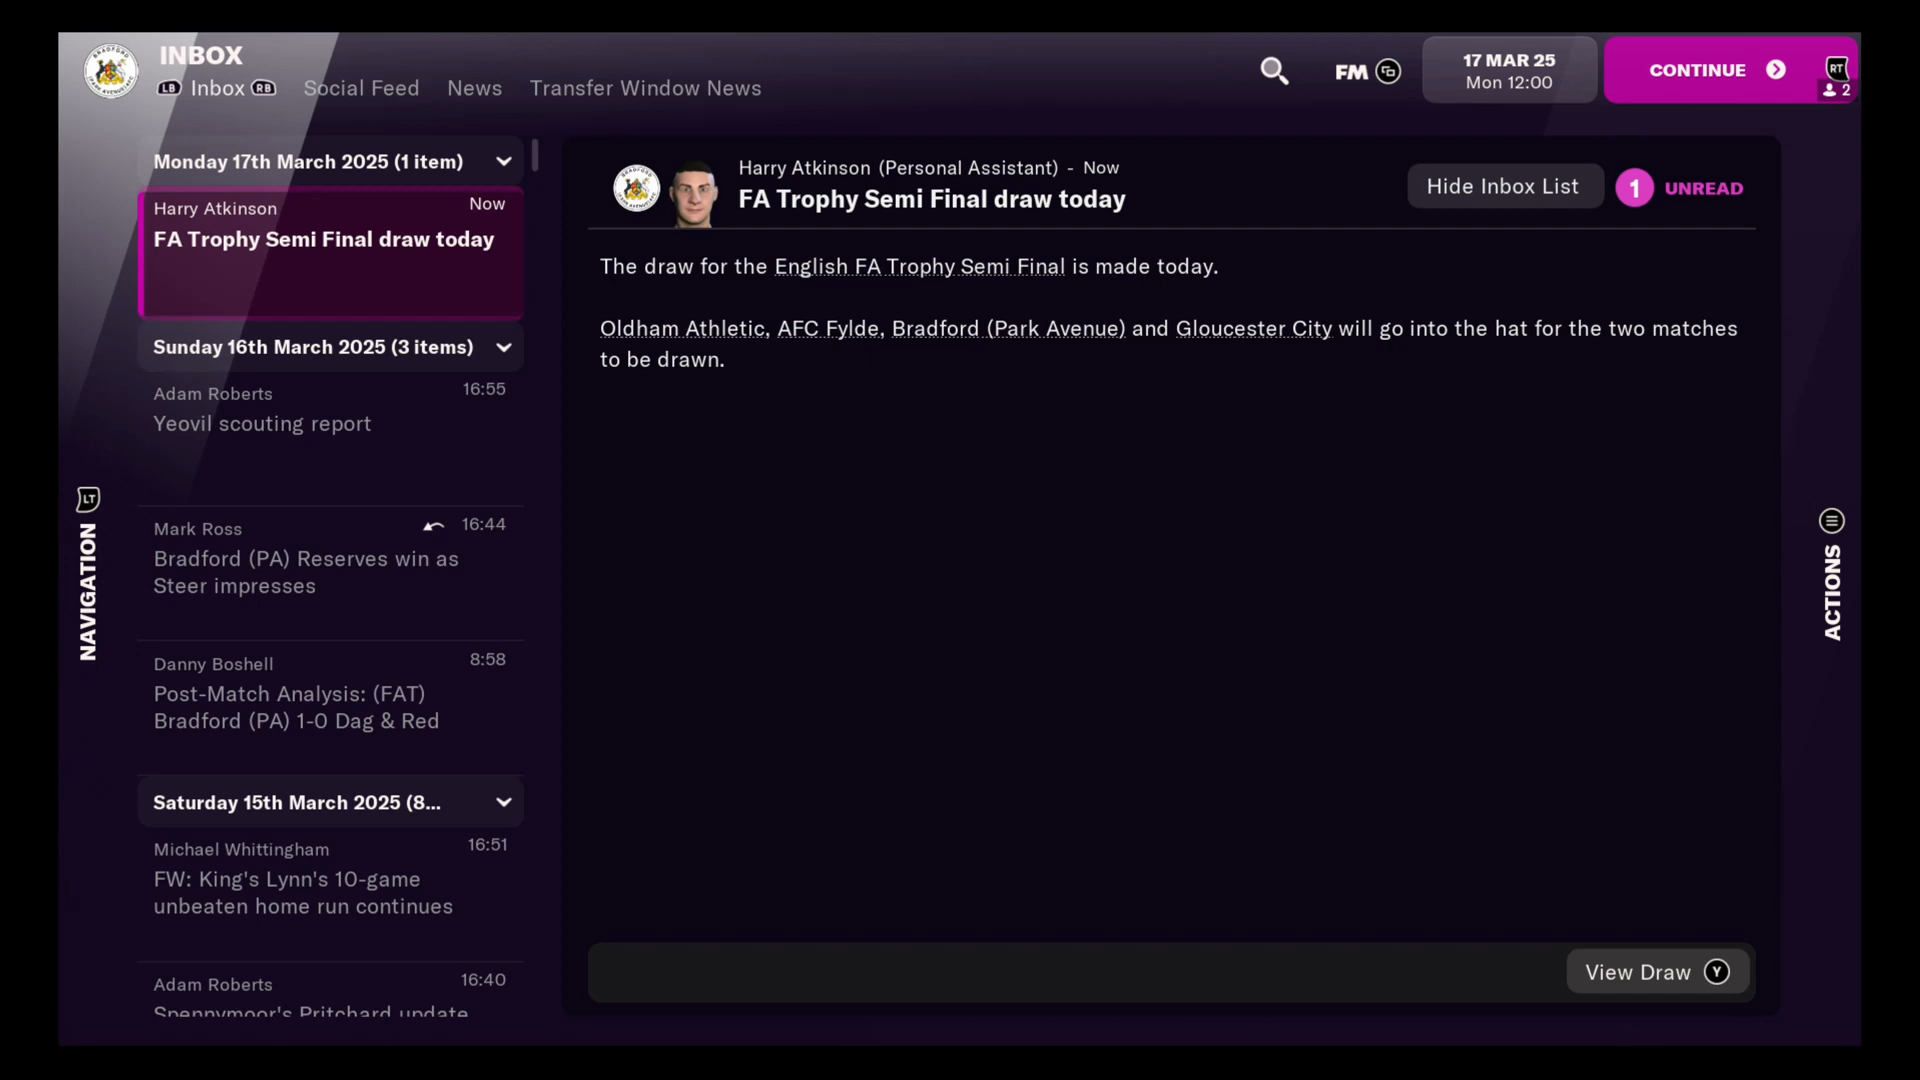 INBOX
LB Inbox RB Social Feed News Transfer Window News
FM
17 MAR 25
Mon 12:00
CONTINUE
RT
2
Monday 17th March 2025 (1 item)
Harry Atkinson Now
FA Trophy Semi Final draw today
Sunday 16th March 2025 (3 items)
Adam Roberts 16:55
Yeovil scouting report
Mark Ross 16:44
Bradford (PA) Reserves win as
Steer impresses
Danny Boshell 8:58
Post-Match Analysis: (FAT)
Bradford (PA) 1-0 Dag & Red
Saturday 15th March 2025 (8...
Michael Whittingham 16:51
FW: King's Lynn's 10-game
unbeaten home run continues
Adam Roberts 16:40
Spennymoor's Pritchard update
Harry Atkinson (Personal Assistant) - Now
FA Trophy Semi Final draw today
Hide Inbox List
1 UNREAD
The draw for the English FA Trophy Semi Final is made today.
Oldham Athletic, AFC Fylde, Bradford (Park Avenue) and Gloucester City will go into the hat for the two matches
to be drawn.
View Draw Y
LT
NAVIGATION
ACTIONS